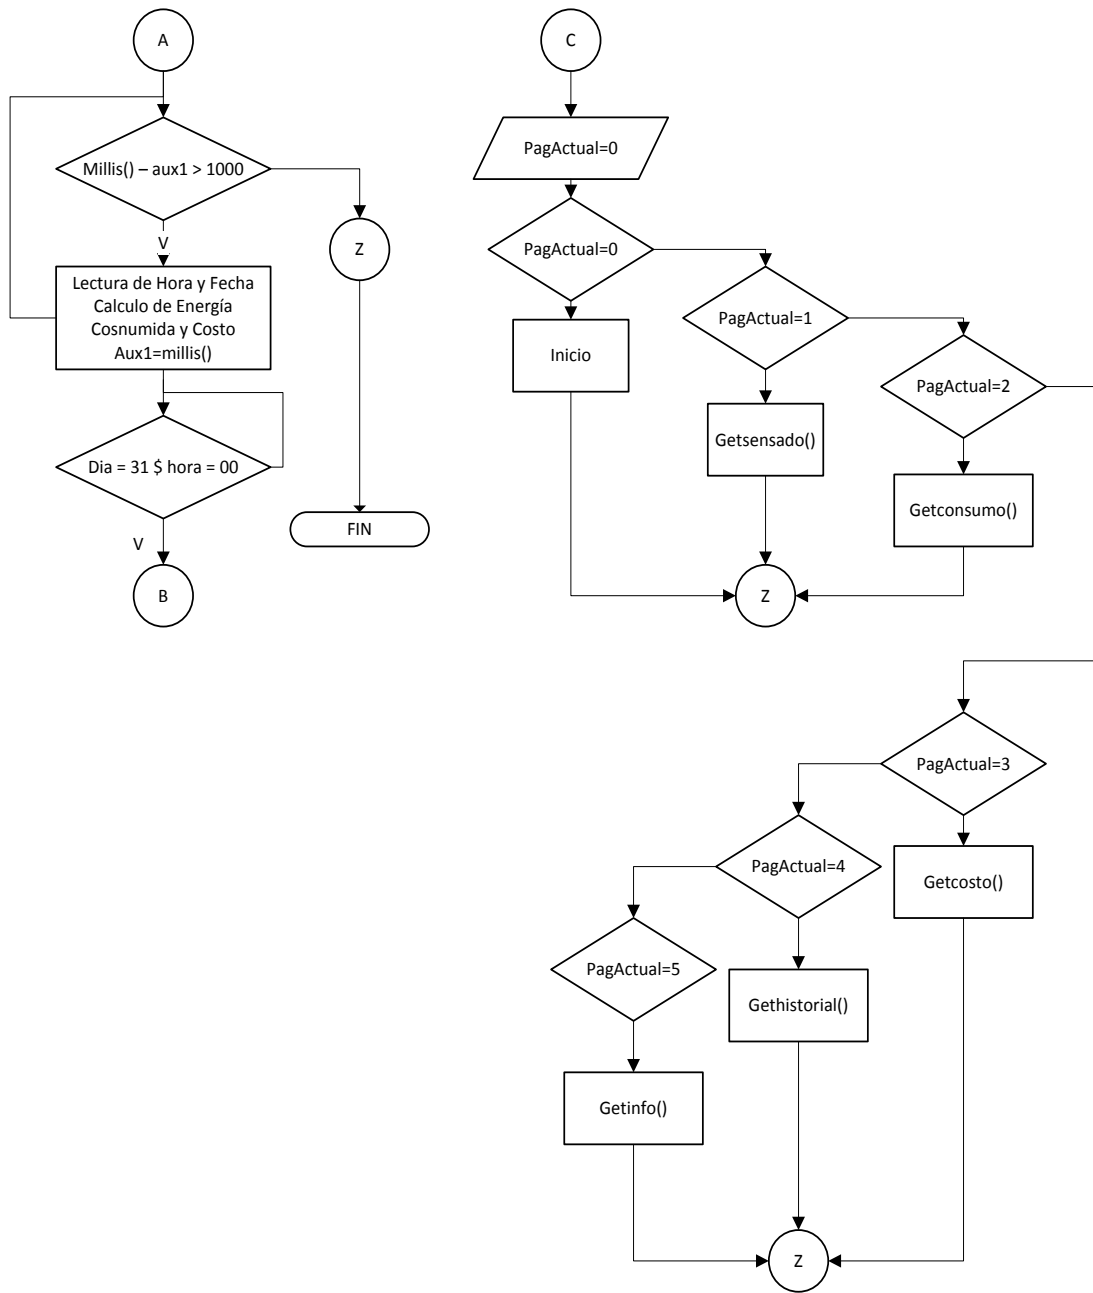 A
Millis() – aux1 > 1000
V
Z
Lectura de Hora y Fecha
Calculo de Energía
Cosnumida y Costo
Aux1=millis()
Dia = 31 $ hora = 00
FIN
V
B
C
PagActual=0
PagActual=0
PagActual=1
Inicio
PagActual=2
Getsensado()
Getconsumo()
Z
PagActual=3
PagActual=4
Getcosto()
PagActual=5
Gethistorial()
Getinfo()
Z